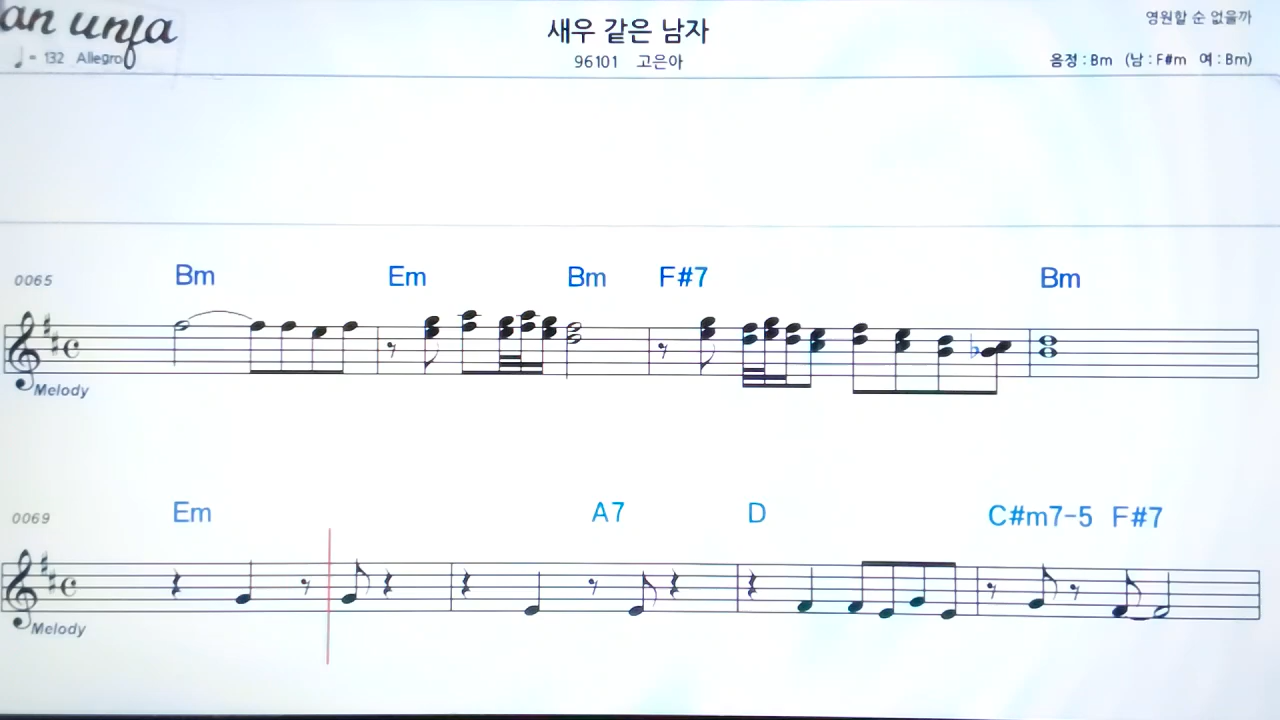 새우 같은 남자
영원할 순 없을까
♩= 132 Allegro
96101 고은아
음정 : Bm (남 : F#m 여 : Bm)
0065
Bm Em Bm F#7 Bm
Melody
0069
Em A7 D C#m7-5 F#7
Melody